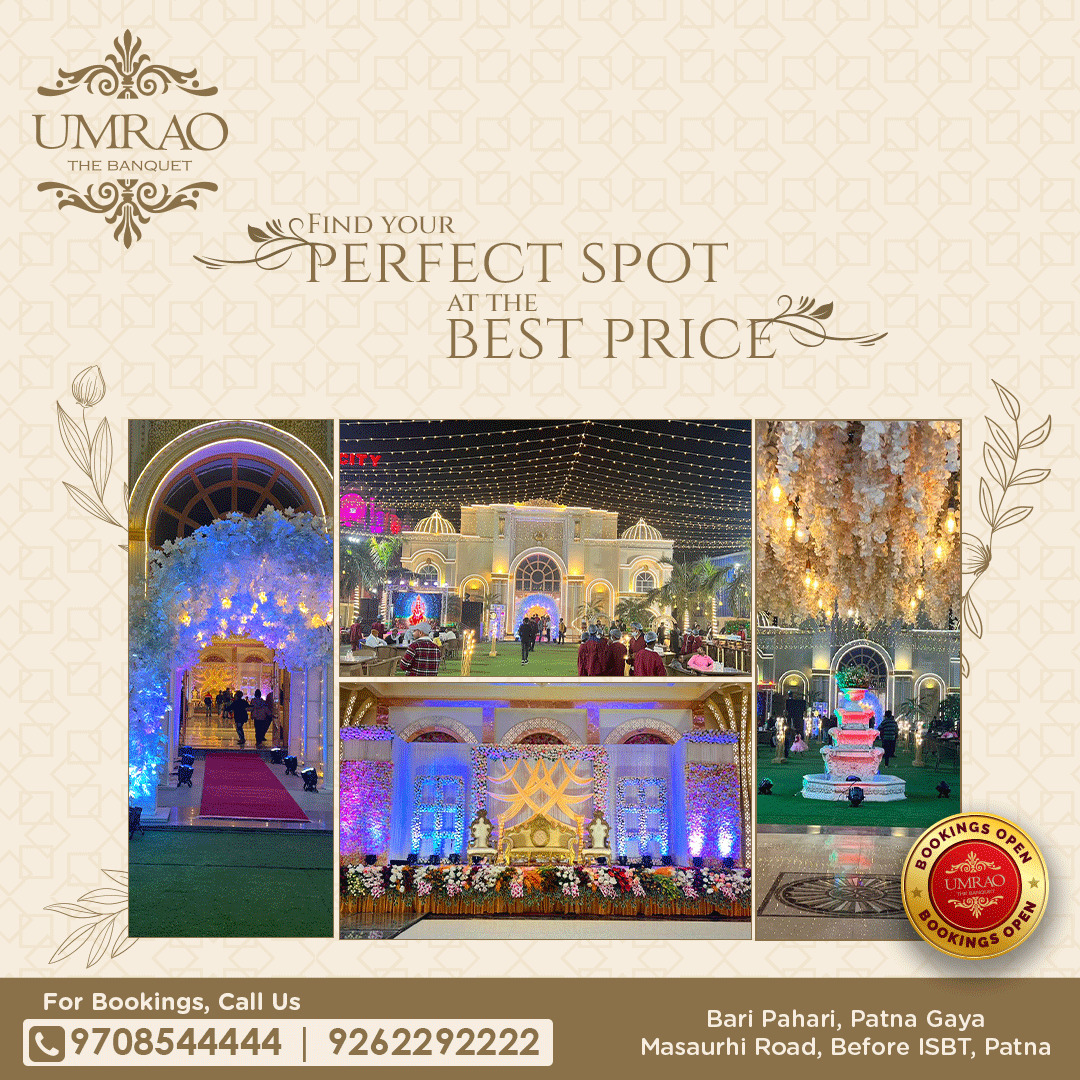 UMRAO
THE BANQUET
FIND YOUR
PERFECT SPOT
AT THE
BEST PRICE
CITY
BOOKINGS OPEN
UMRAO
THE BANQUET
BOOKINGS OPEN
For Bookings, Call Us
9708544444 | 9262292222
Bari Pahari, Patna Gaya
Masaurhi Road, Before ISBT, Patna